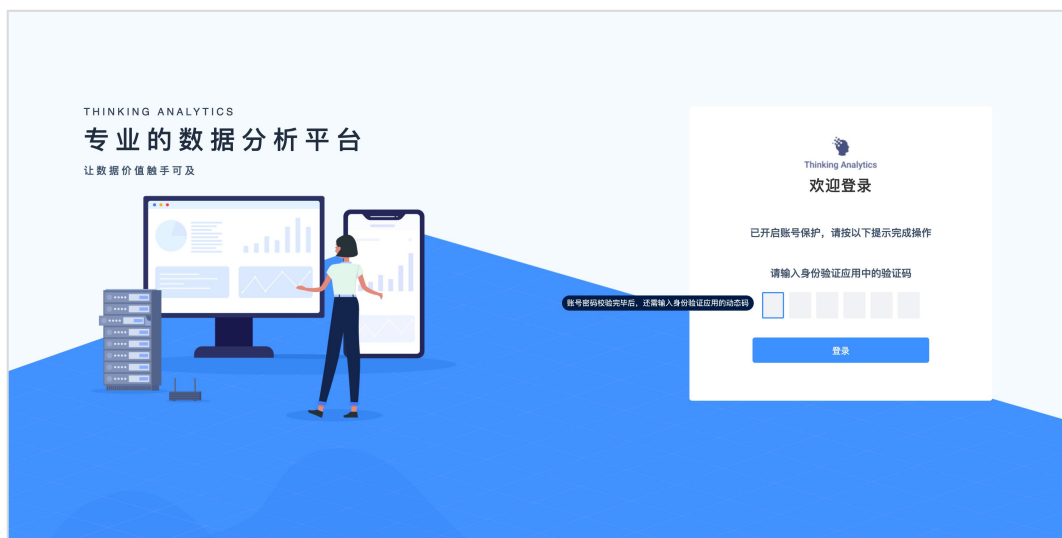 THINKING ANALYTICS
专业的数据分析平台
让数据价值触手可及
Thinking Analytics
欢迎登录
已开启账号保护，请按以下提示完成操作
请输入身份验证应用中的验证码
账号密码校验完毕后，还需输入身份验证应用的动态码
登录